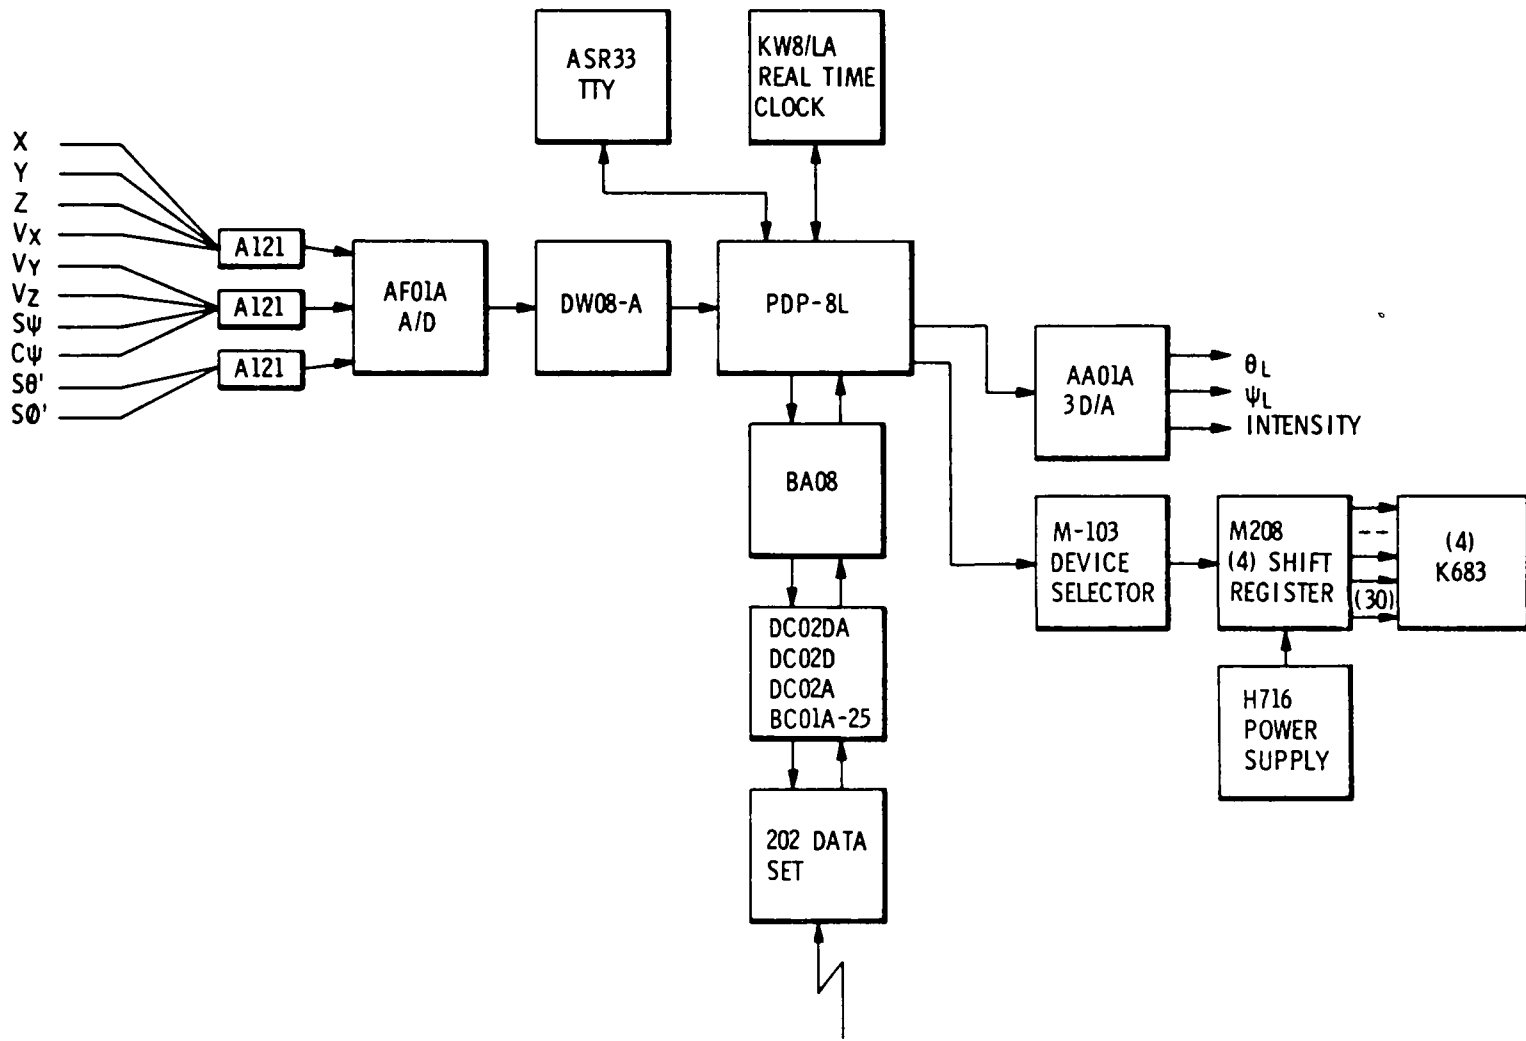 ASR33
TTY
KW8/LA
REAL TIME
CLOCK
X
Y
Z
VX
VY
VZ
Sψ
Cψ
Sθ'
SØ'
A121
A121
A121
AF01A
A/D
DW08-A
PDP-8L
AA01A
3D/A
θL
ψL
INTENSITY
BA08
M-103
DEVICE
SELECTOR
M208
(4) SHIFT
REGISTER
--
(30)
(4)
K683
DC02DA
DC02D
DC02A
BC01A-25
H716
POWER
SUPPLY
202 DATA
SET